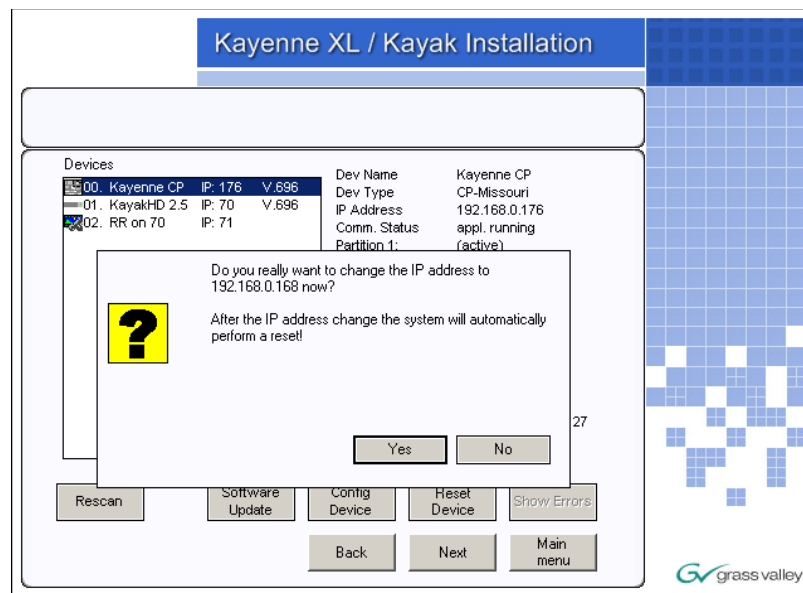 Kayenne XL / Kayak Installation
Devices
00. Kayenne CP IP: 176 V.696
01. KayakHD 2.5 IP: 70 V.696
02. RR on 70 IP: 71
Dev Name Kayenne CP
Dev Type CP-Missouri
IP Address 192.168.0.176
Comm. Status appl. running
Partition 1: (active)
Do you really want to change the IP address to
192.168.0.168 now?
After the IP address change the system will automatically
perform a reset!
27
Yes No
Rescan
Software
Update
Config
Device
Reset
Device
Show Errors
Back
Next
Main
menu
GV grass valley